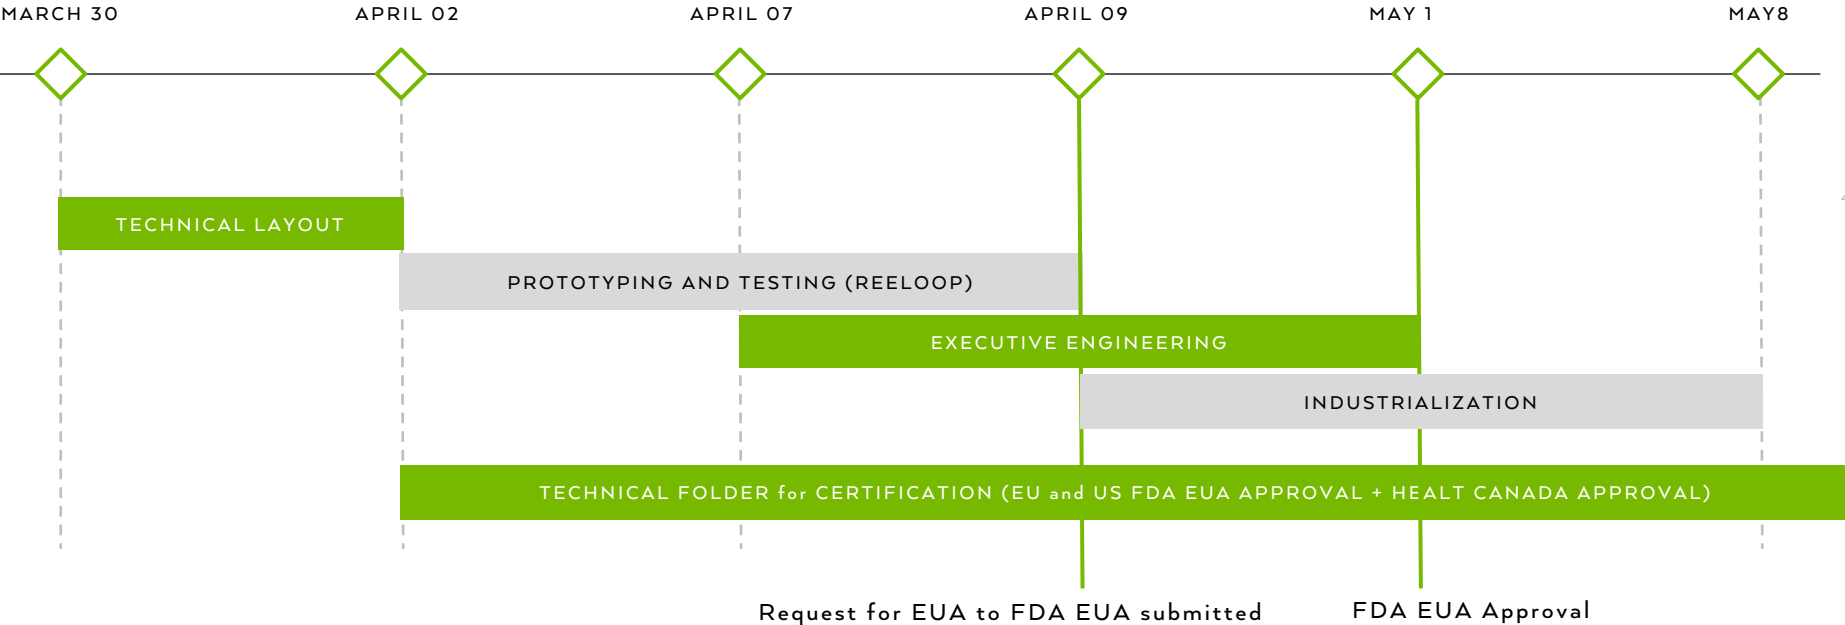 MARCH 30
APRIL 02
APRIL 07
APRIL 09
MAY 1
MAY8
TECHNICAL LAYOUT
PROTOTYPING AND TESTING (REELOOP)
EXECUTIVE ENGINEERING
INDUSTRIALIZATION
TECHNICAL FOLDER for CERTIFICATION (EU and US FDA EUA APPROVAL + HEALT CANADA APPROVAL)
Request for EUA to FDA EUA submitted
FDA EUA Approval